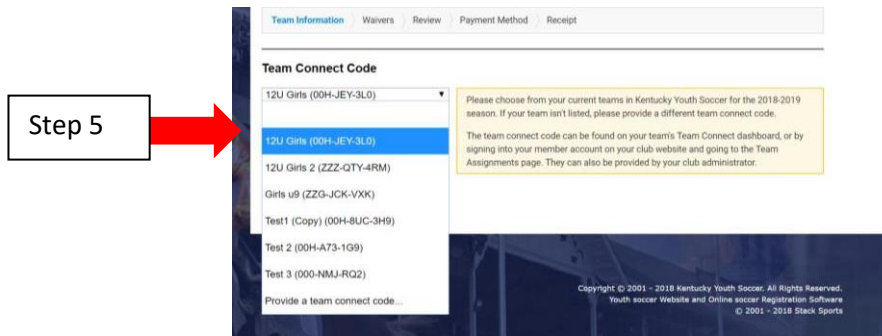 Team Information Waivers Review Payment Method Receipt
Team Connect Code
12U Girls (00H-JEY-3L0)
Please choose from your current teams in Kentucky Youth Soccer for the 2018-2019
season. If your team isn't listed, please provide a different team connect code.
The team connect code can be found on your team's Team Connect dashboard, or by
signing into your member account on your club website and going to the Team
Assignments page. They can also be provided by your club administrator.
Step 5
12U Girls (00H-JEY-3L0)
12U Girls 2 (ZZZ-QTY-4RM)
Girls u9 (ZZG-JCK-VXK)
Test1 (Copy) (00H-8UC-3H9)
Test 2 (00H-A73-1G9)
Test 3 (000-NMJ-RQ2)
Provide a team connect code...
Copyright © 2001 - 2018 Kentucky Youth Soccer. All Rights Reserved.
Youth soccer Website and Online soccer Registration Software
© 2001 - 2018 Stack Sports